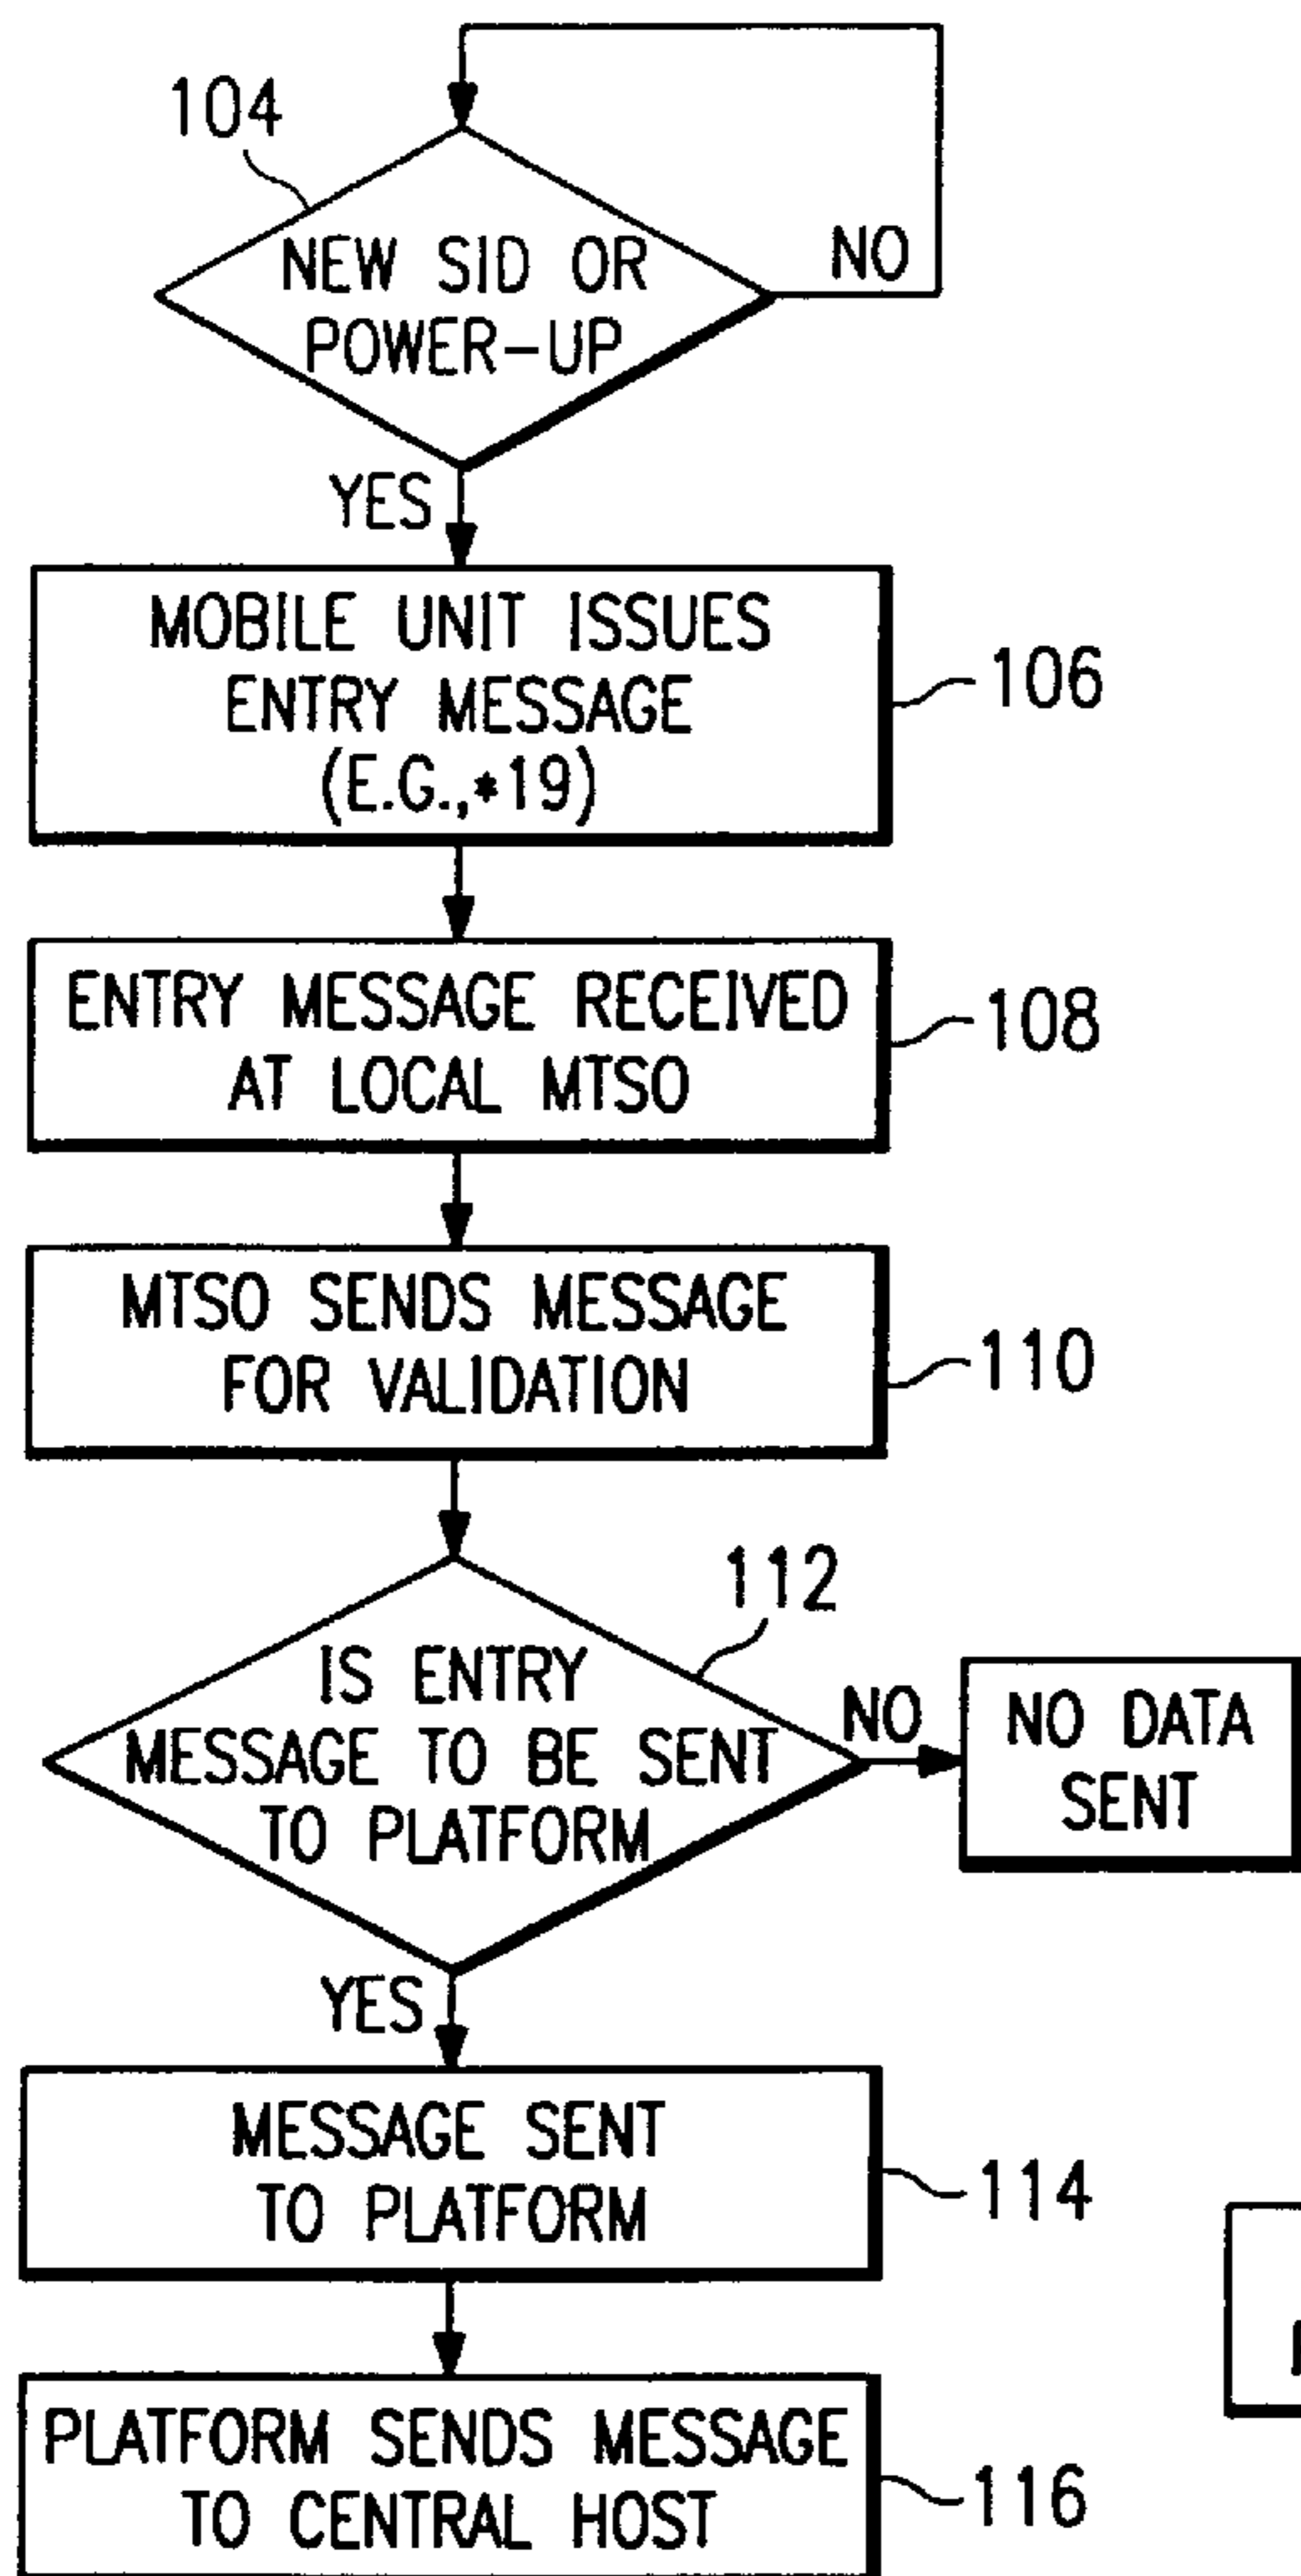 104
NEW SID OR
POWER-UP
NO
YES
MOBILE UNIT ISSUES
ENTRY MESSAGE
(E.G.,*19)
106
ENTRY MESSAGE RECEIVED
AT LOCAL MTSO
108
MTSO SENDS MESSAGE
FOR VALIDATION
110
112
IS ENTRY
MESSAGE TO BE SENT
TO PLATFORM
NO
NO DATA
SENT
YES
MESSAGE SENT
TO PLATFORM
114
PLATFORM SENDS MESSAGE
TO CENTRAL HOST
116